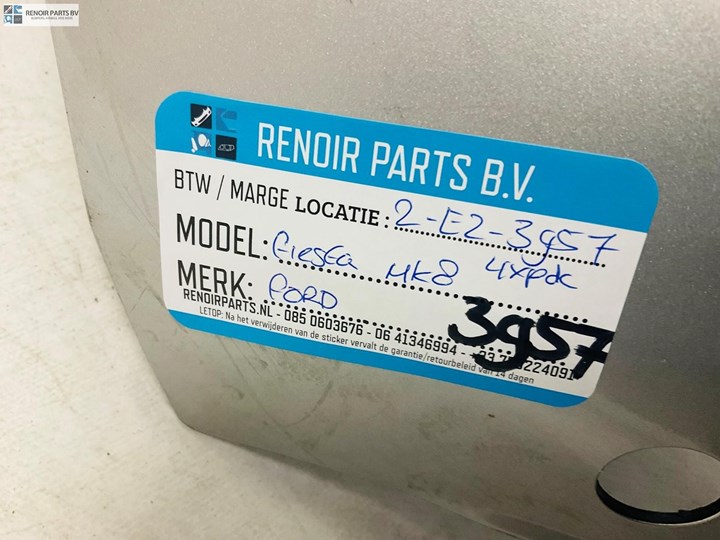 RENOIR PARTS BV
RENOIR PARTS B.V.
BTW / MARGE LOCATIE: 2-E2-3957
MODEL: Fiesta MK8 4xpdc
MERK: FORD
3957
RENOIRPARTS.NL - 085 0603676 - 06 41346994 -
LETOP: Na het verwijderen van de sticker vervalt de garantie/retourbeleid van 14 dagen